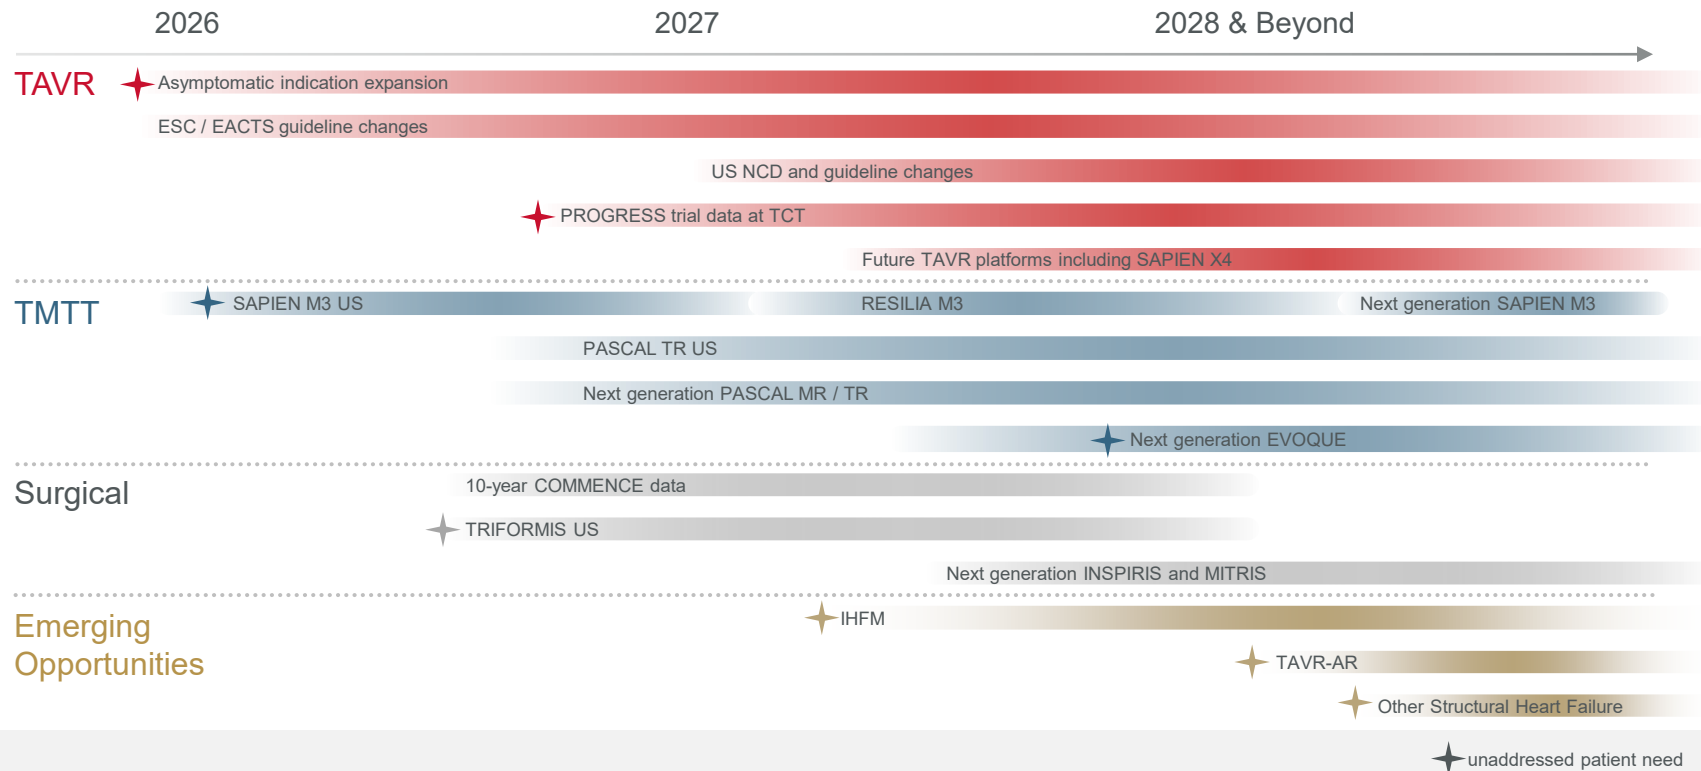 2026
2027
2028 & Beyond
TAVR
Asymptomatic indication expansion
ESC / EACTS guideline changes
US NCD and guideline changes
PROGRESS trial data at TCT
Future TAVR platforms including SAPIEN X4
TMTT
SAPIEN M3 US
RESILIA M3
Next generation SAPIEN M3
PASCAL TR US
Next generation PASCAL MR / TR
Next generation EVOQUE
Surgical
10-year COMMENCE data
TRIFORMIS US
Next generation INSPIRIS and MITRIS
Emerging
Opportunities
IHFM
TAVR-AR
Other Structural Heart Failure
unaddressed patient need